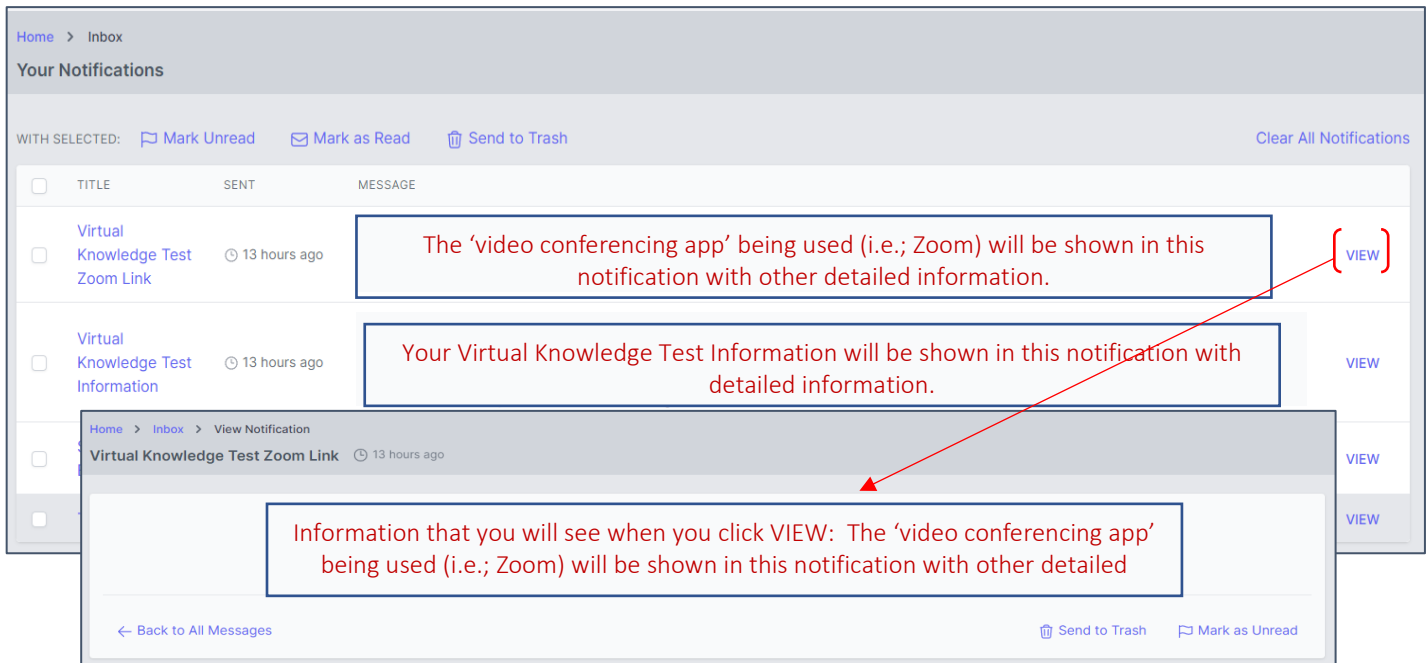 Home > Inbox
Your Notifications
WITH SELECTED: Mark Unread Mark as Read Send to Trash Clear All Notifications
TITLE SENT MESSAGE
Virtual
Knowledge Test
Zoom Link
13 hours ago
The ‘video conferencing app’ being used (i.e.; Zoom) will be shown in this
notification with other detailed information.
VIEW
Virtual
Knowledge Test
Information
13 hours ago
Your Virtual Knowledge Test Information will be shown in this notification with
detailed information.
VIEW
VIEW
VIEW
Home > Inbox > View Notification
Virtual Knowledge Test Zoom Link 13 hours ago
Information that you will see when you click VIEW: The ‘video conferencing app’
being used (i.e.; Zoom) will be shown in this notification with other detailed
← Back to All Messages Send to Trash Mark as Unread